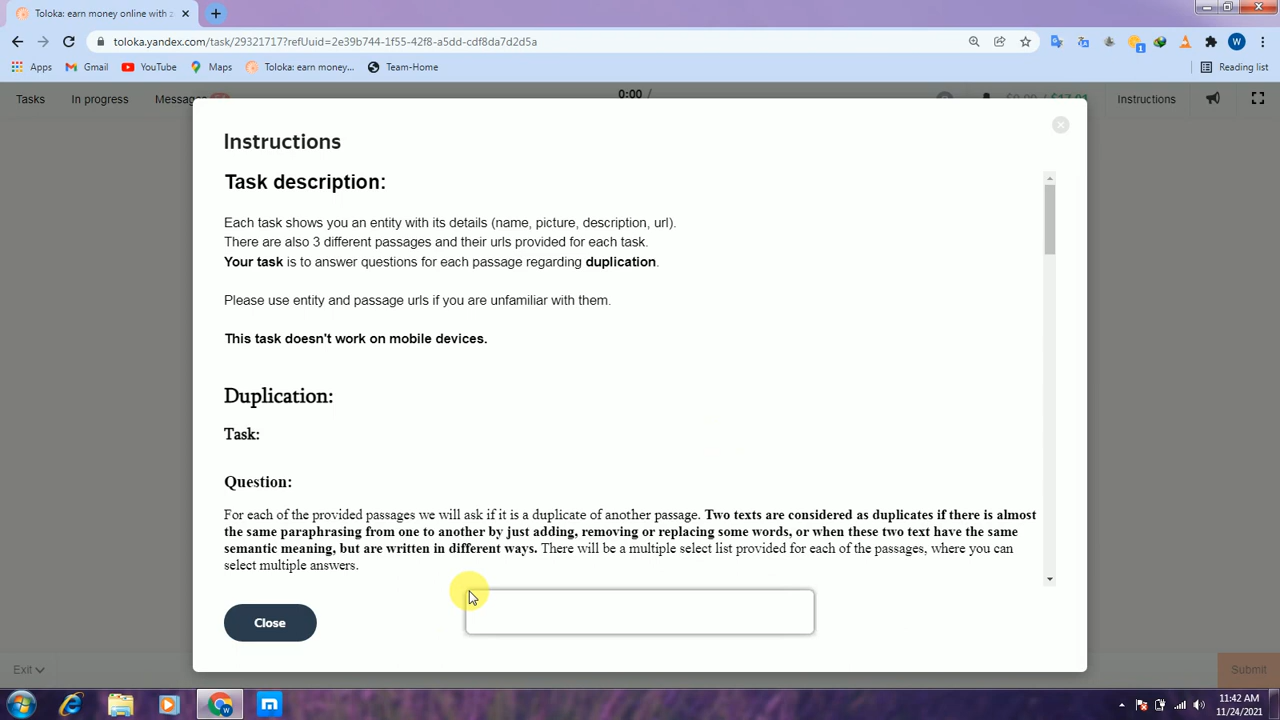 Toloka: earn money online with
toloka.yandex.com/task/29321717?refUuid=2e39b744-1f55-42f8-a5dd-cdf8da7d2d5a
Apps Gmail YouTube Maps Toloka: earn money... Team-Home Reading list
Tasks In progress 0:00 / Instructions
Instructions
Task description:
Each task shows you an entity with its details (name, picture, description, url).
There are also 3 different passages and their urls provided for each task.
Your task is to answer questions for each passage regarding duplication.
Please use entity and passage urls if you are unfamiliar with them.
This task doesn't work on mobile devices.
Duplication:
Task:
Question:
For each of the provided passages we will ask if it is a duplicate of another passage. Two texts are considered as duplicates if there is almost
the same paraphrasing from one to another by just adding, removing or replacing some words, or when these two text have the same
semantic meaning, but are written in different ways. There will be a multiple select list provided for each of the passages, where you can
select multiple answers.
Close
Exit Submit
11:42 AM
11/24/2021